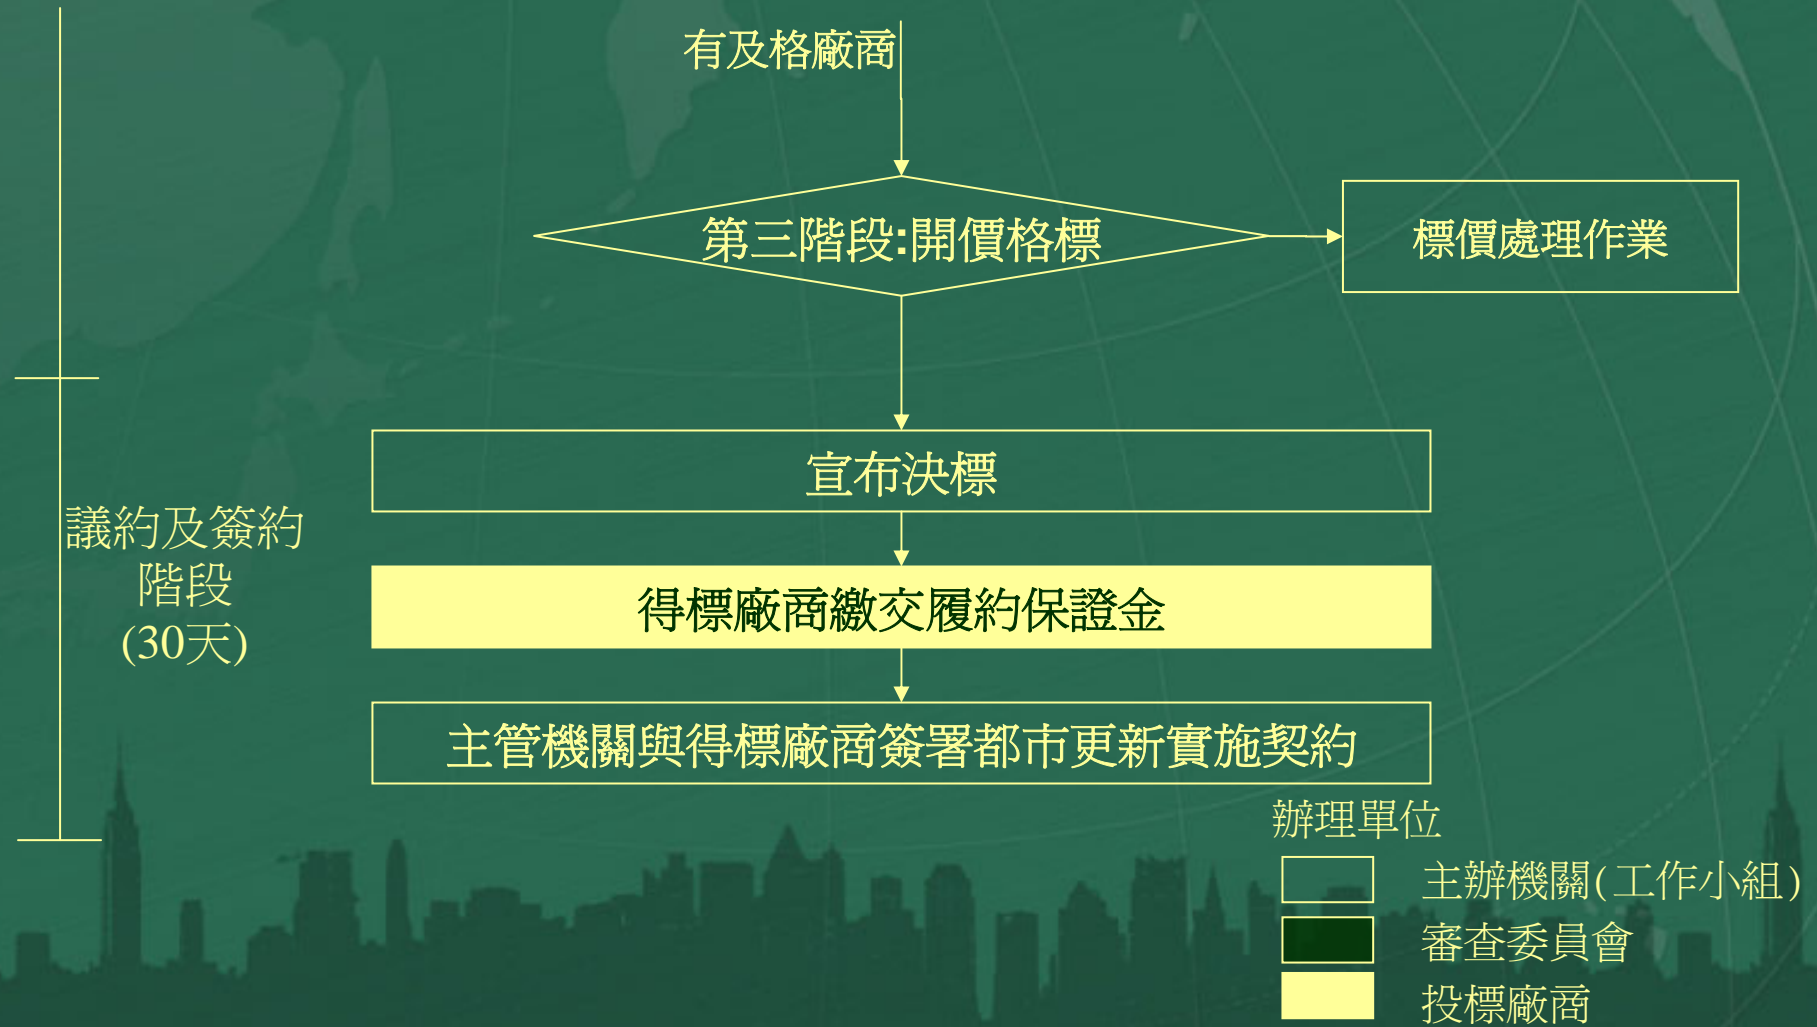 有及格廠商
第三階段:開價格標
標價處理作業
宣布決標
得標廠商繳交履約保證金
主管機關與得標廠商簽署都市更新實施契約
議約及簽約
階段
(30天)
辦理單位
主辦機關(工作小組)
審查委員會
投標廠商